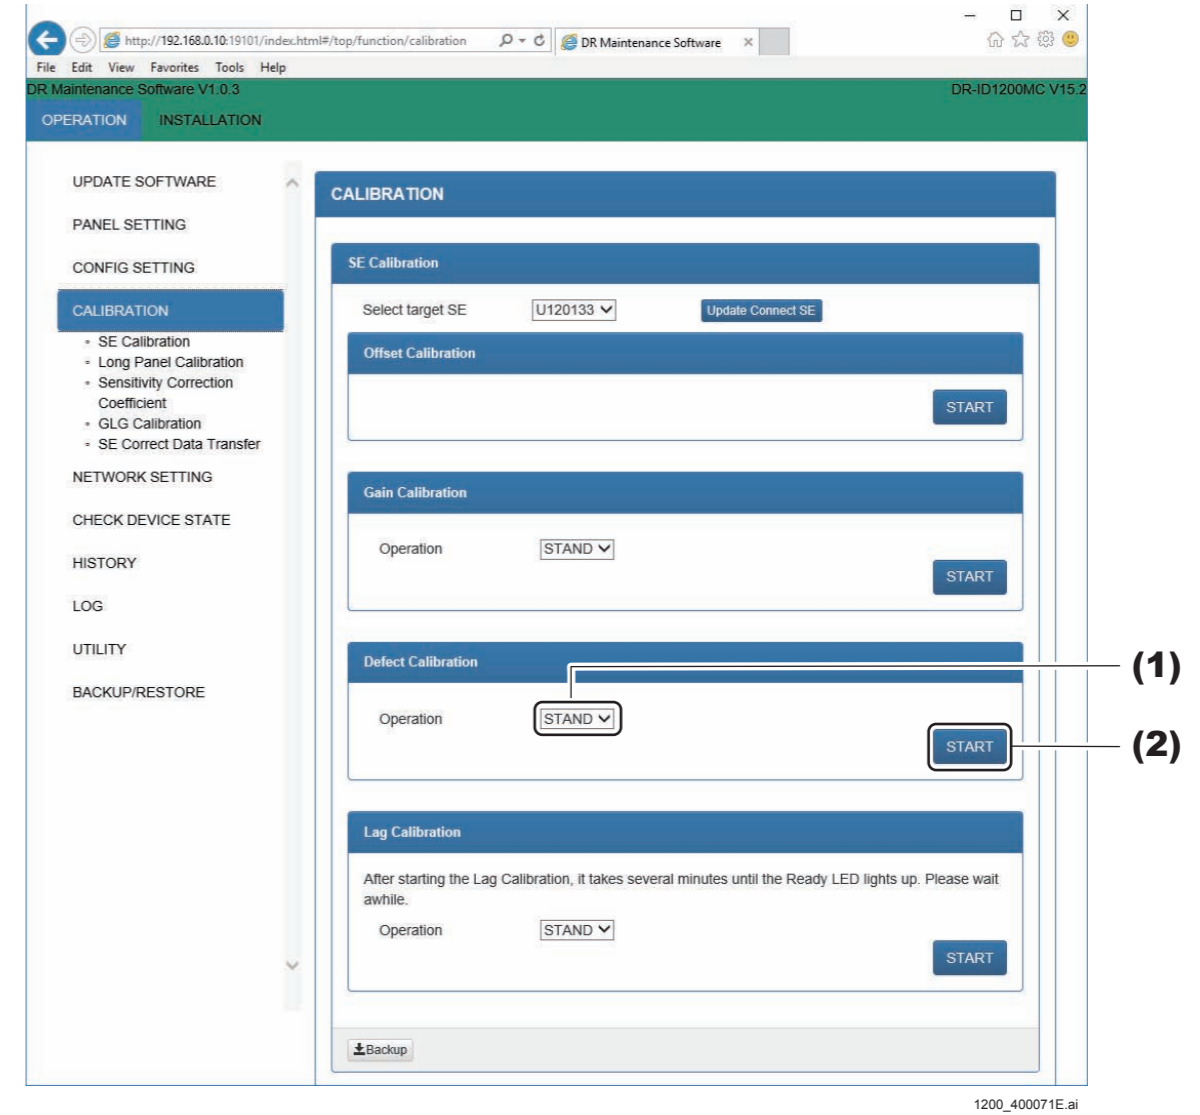 http://192.168.0.10:19101/index.html#/top/function/calibration
DR Maintenance Software
File Edit View Favorites Tools Help
DR Maintenance Software V1.0.3
DR-ID1200MC V15.2
OPERATION INSTALLATION
UPDATE SOFTWARE
PANEL SETTING
CONFIG SETTING
CALIBRATION
SE Calibration
Long Panel Calibration
Sensitivity Correction
Coefficient
GLG Calibration
SE Correct Data Transfer
NETWORK SETTING
CHECK DEVICE STATE
HISTORY
LOG
UTILITY
BACKUP/RESTORE
CALIBRATION
SE Calibration
Select target SE U120133 Update Connect SE
Offset Calibration
START
Gain Calibration
Operation STAND
START
Defect Calibration
(1)
Operation STAND
START
(2)
Lag Calibration
After starting the Lag Calibration, it takes several minutes until the Ready LED lights up. Please wait
awhile.
Operation STAND
START
Backup
1200_400071E.ai